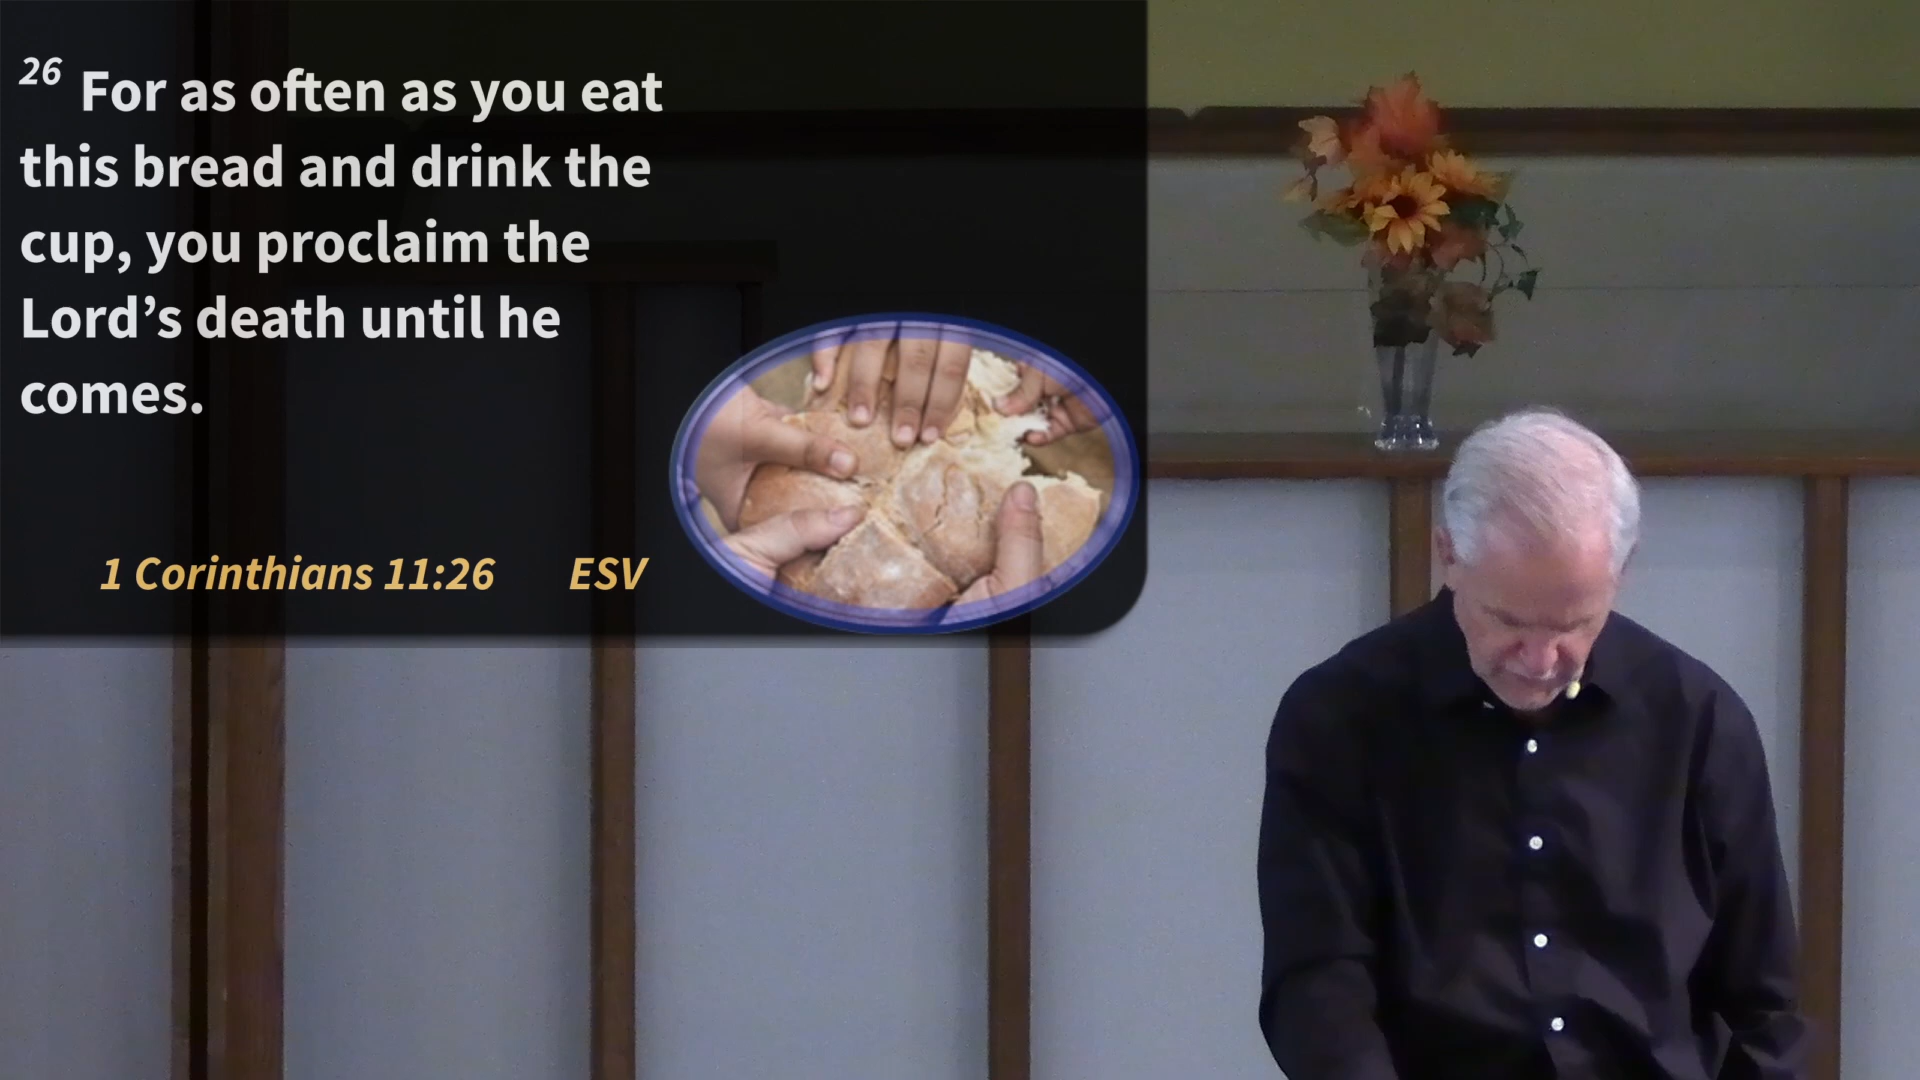 26 For as often as you eat
this bread and drink the
cup, you proclaim the
Lord’s death until he
comes.
1 Corinthians 11:26 ESV